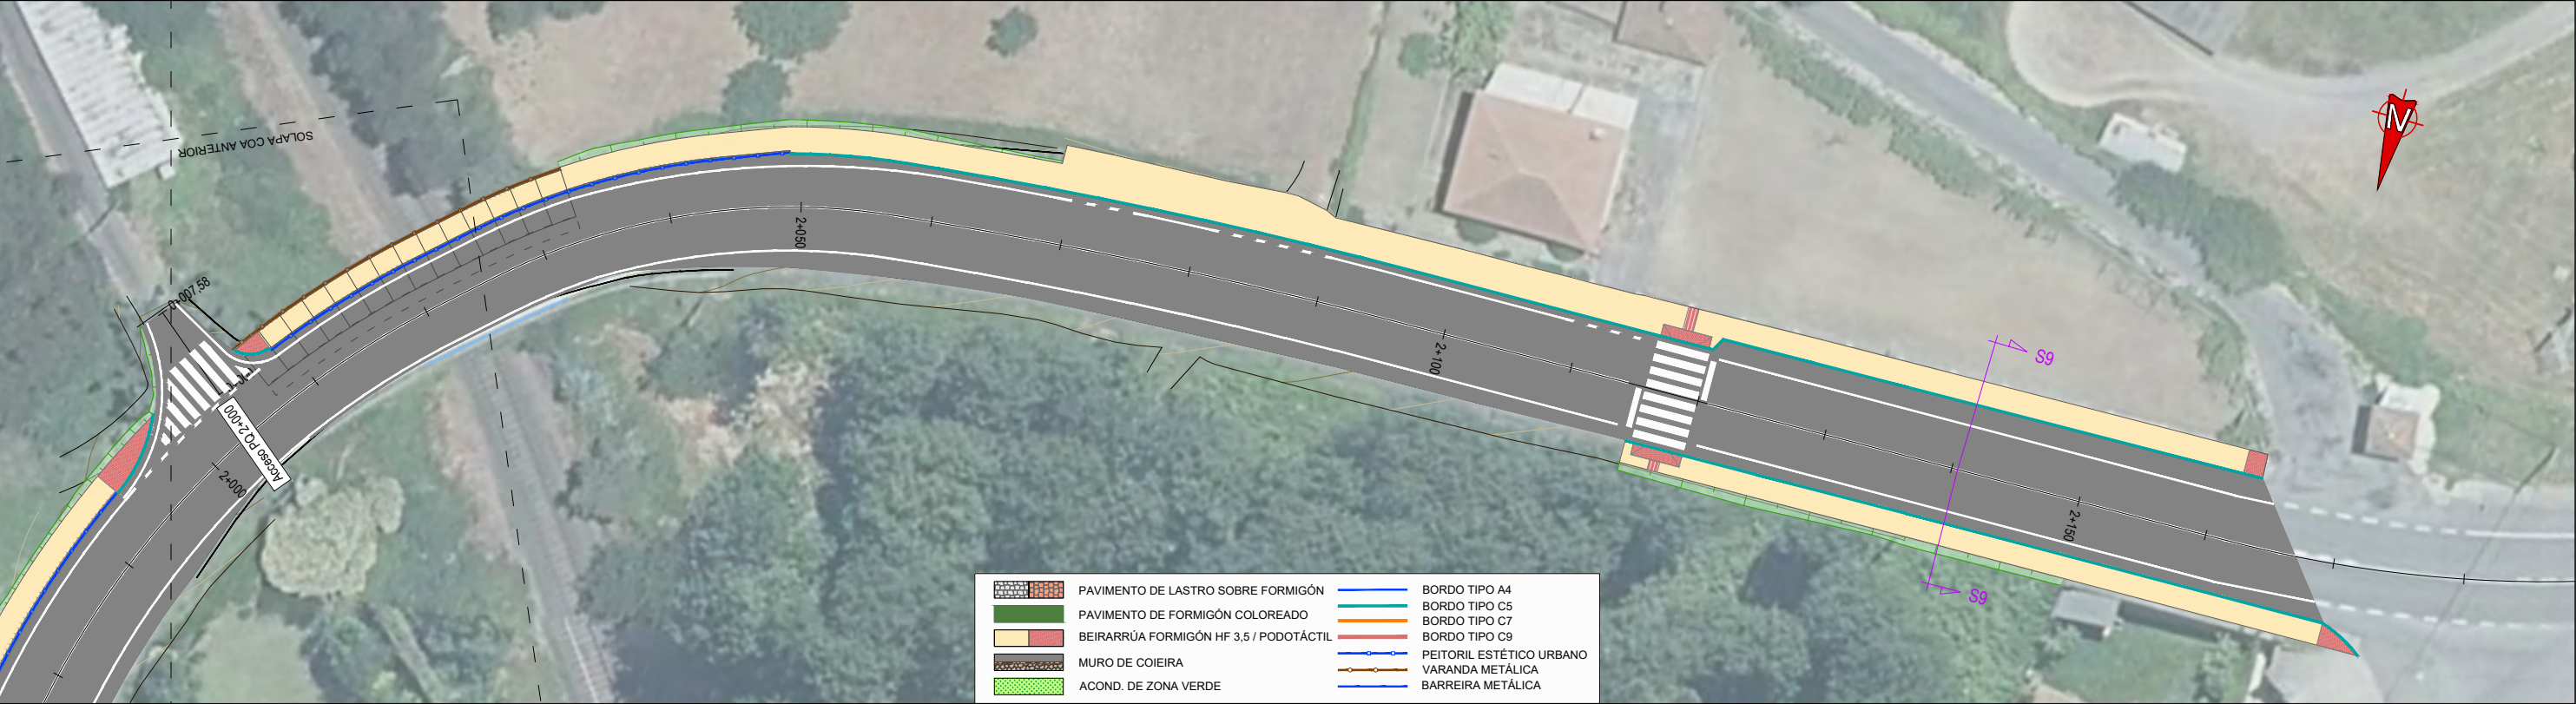 SOLAPA COA ANTERIOR
0+007,58
2+050
Acceso PQ 2+000
2+000
2+100
2+150
S9
S9
N
PAVIMENTO DE LASTRO SOBRE FORMIGÓN
PAVIMENTO DE FORMIGÓN COLOREADO
BEIRARRÚA FORMIGÓN HF 3,5 / PODOTÁCTIL
MURO DE COIEIRA
ACOND. DE ZONA VERDE
BORDO TIPO A4
BORDO TIPO C5
BORDO TIPO C7
BORDO TIPO C9
PEITORIL ESTÉTICO URBANO
VARANDA METÁLICA
BARREIRA METÁLICA